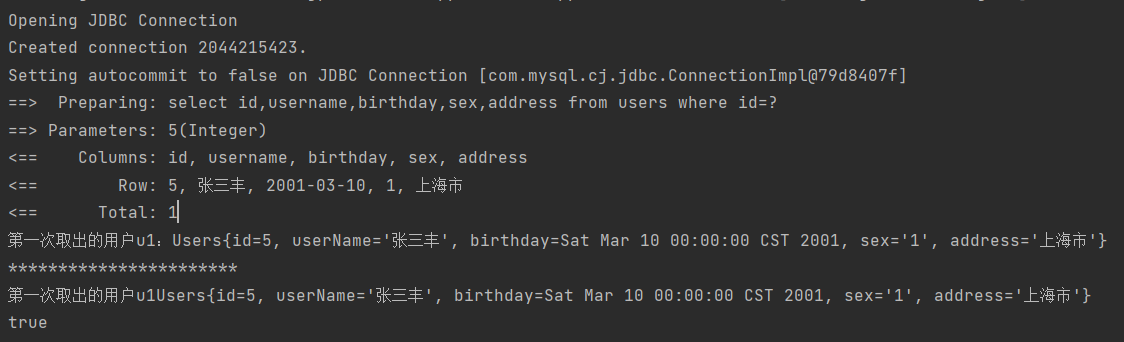 Opening JDBC Connection
Created connection 2044215423.
Setting autocommit to false on JDBC Connection [com.mysql.cj.jdbc.ConnectionImpl@79d8407f]
==>  Preparing: select id,username,birthday,sex,address from users where id=?
==> Parameters: 5(Integer)
<==    Columns: id, username, birthday, sex, address
<==        Row: 5, 张三丰, 2001-03-10, 1, 上海市
<==      Total: 1
第一次取出的用户u1：Users{id=5, userName='张三丰', birthday=Sat Mar 10 00:00:00 CST 2001, sex='1', address='上海市'}
***********************
第一次取出的用户u1Users{id=5, userName='张三丰', birthday=Sat Mar 10 00:00:00 CST 2001, sex='1', address='上海市'}
true